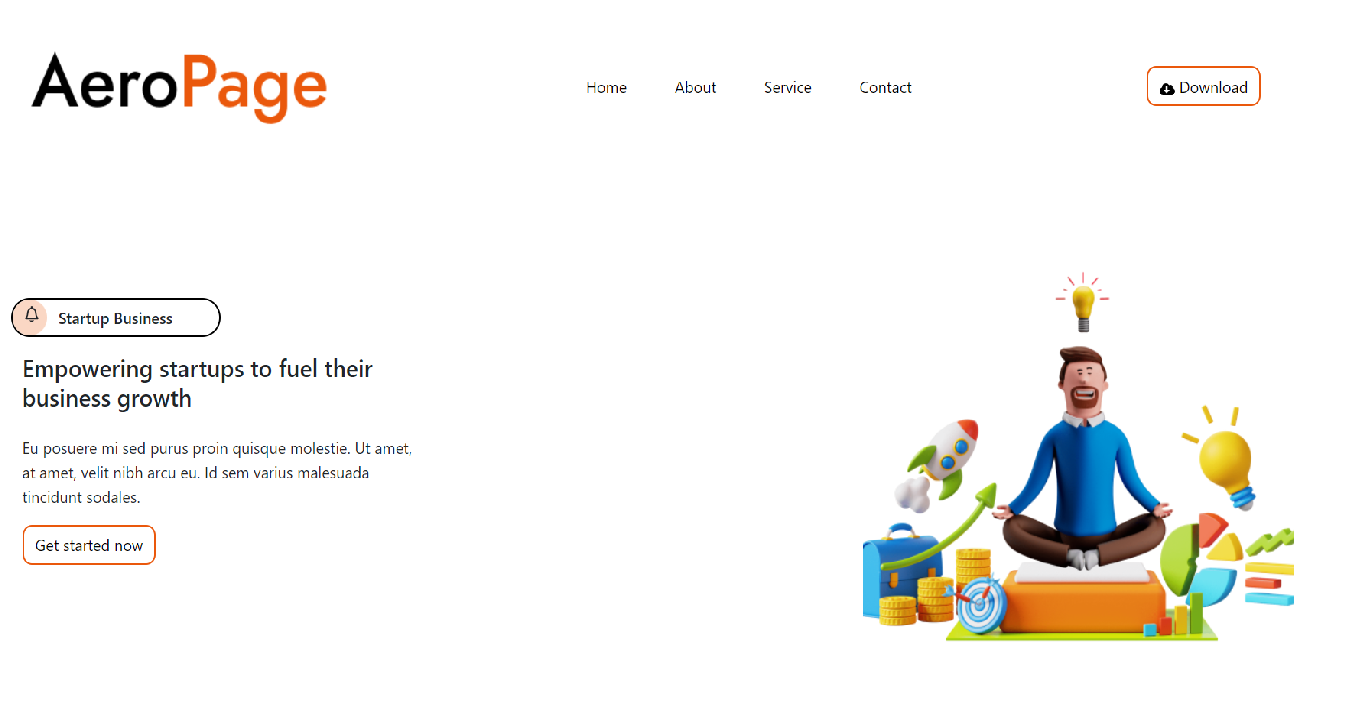 AeroPage
Home
About
Service
Contact
Download
Startup Business
Empowering startups to fuel their
business growth
Eu posuere mi sed purus proin quisque molestie. Ut amet,
at amet, velit nibh arcu eu. Id sem varius malesuada
tincidunt sodales.
Get started now